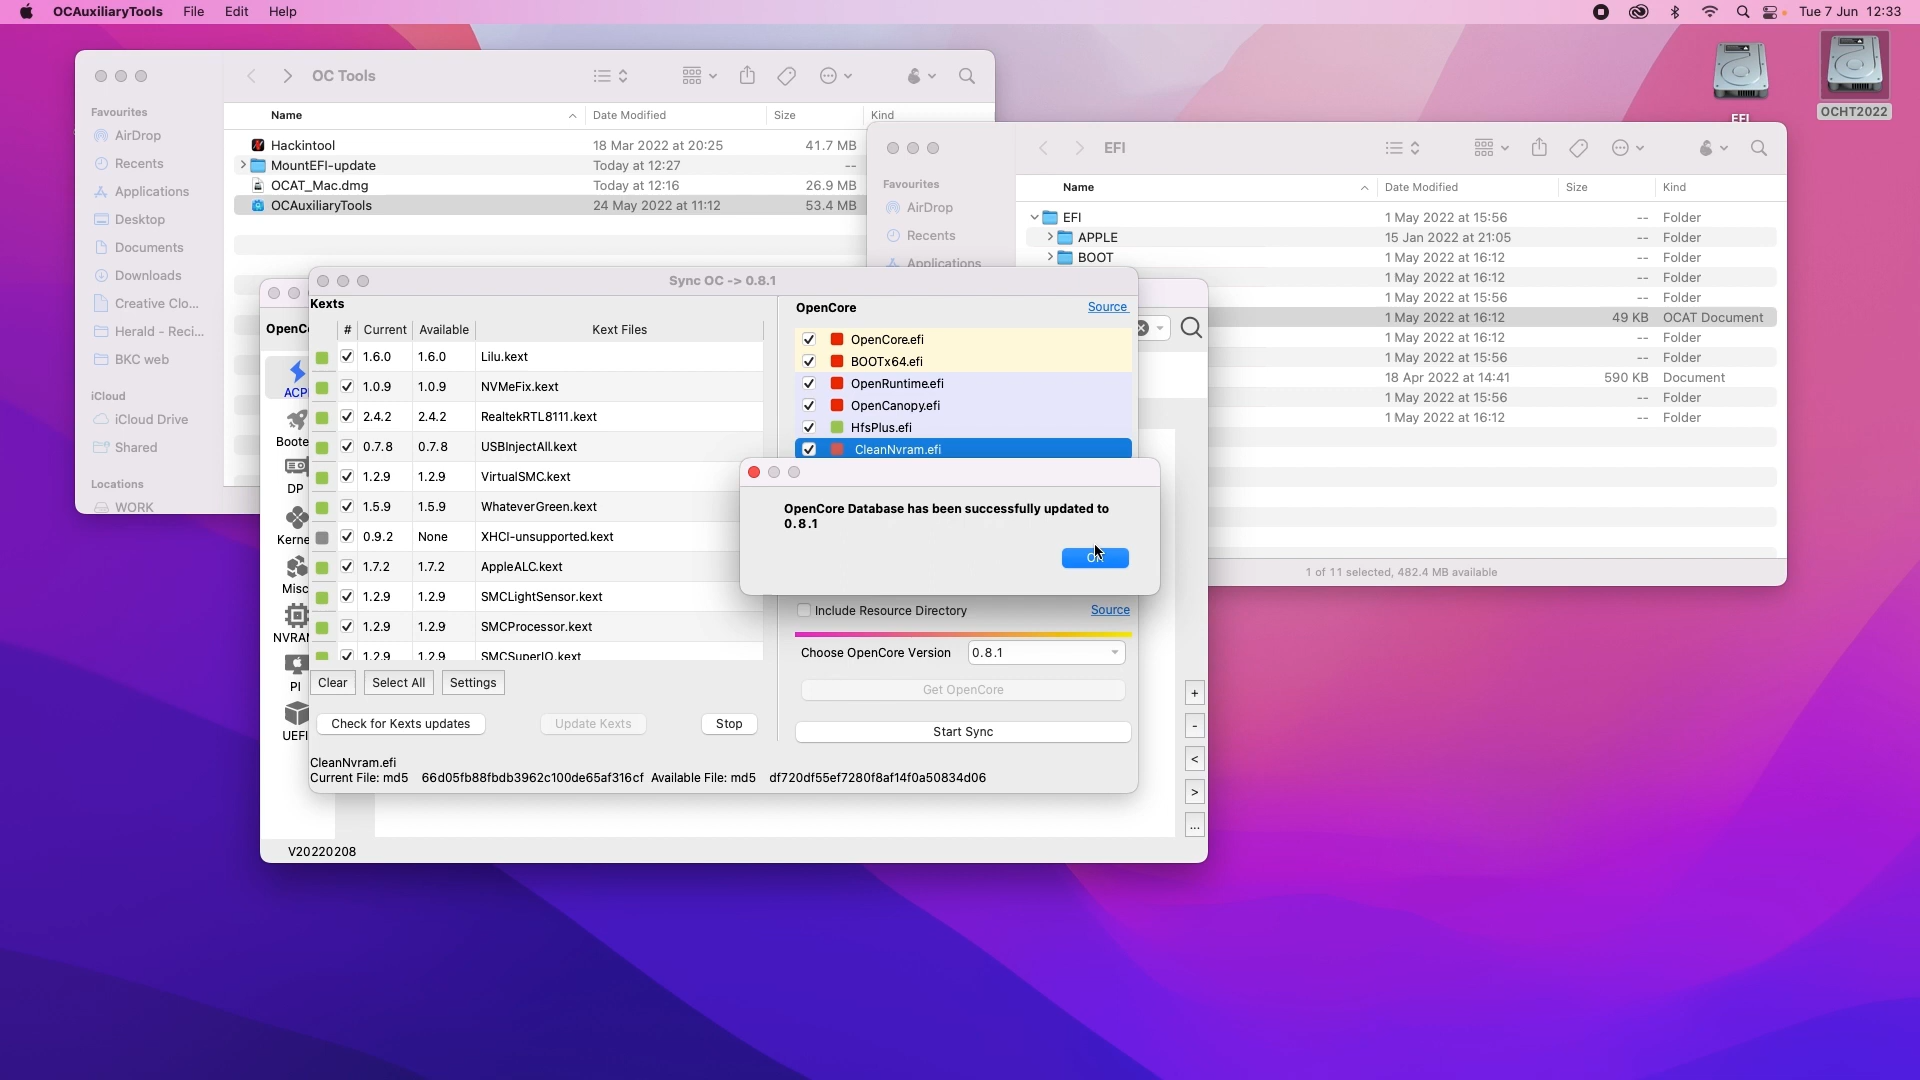 OCAuxiliaryTools File Edit Help
Tue 7 Jun 12:33
OC Tools
Favourites
AirDrop
Recents
Applications
Desktop
Documents
Downloads
Creative Clo...
Herald - Reci...
BKC web
iCloud
iCloud Drive
Shared
Locations
WORK
Name Date Modified Size Kind
Hackintool 18 Mar 2022 at 20:25 41.7 MB
MountEFI-update Today at 12:27 --
OCAT_Mac.dmg Today at 12:16 26.9 MB
OCAuxiliaryTools 24 May 2022 at 11:12 53.4 MB
EFI
OCHT2022
EFI
Favourites
AirDrop
Recents
Applications
Name Date Modified Size Kind
EFI 1 May 2022 at 15:56 -- Folder
APPLE 15 Jan 2022 at 21:05 -- Folder
BOOT 1 May 2022 at 16:12 -- Folder
1 May 2022 at 16:12 -- Folder
1 May 2022 at 15:56 -- Folder
1 May 2022 at 16:12 49 KB OCAT Document
1 May 2022 at 16:12 -- Folder
1 May 2022 at 15:56 -- Folder
18 Apr 2022 at 14:41 590 KB Document
1 May 2022 at 15:56 -- Folder
1 May 2022 at 16:12 -- Folder
1 of 11 selected, 482.4 MB available
OpenC
ACP
Boote
DP
Kerne
Misc
NVRA
PI
UEFI
V20220208
+
-
<
>
...
Sync OC -> 0.8.1
Kexts
# Current Available Kext Files
1.6.0 1.6.0 Lilu.kext
1.0.9 1.0.9 NVMeFix.kext
2.4.2 2.4.2 RealtekRTL8111.kext
0.7.8 0.7.8 USBInjectAll.kext
1.2.9 1.2.9 VirtualSMC.kext
1.5.9 1.5.9 WhateverGreen.kext
0.9.2 None XHCI-unsupported.kext
1.7.2 1.7.2 AppleALC.kext
1.2.9 1.2.9 SMCLightSensor.kext
1.2.9 1.2.9 SMCProcessor.kext
1.2.9 1.2.9 SMCSuperIO.kext
Clear Select All Settings
Check for Kexts updates Update Kexts Stop
CleanNvram.efi
Current File: md5 66d05fb88fbdb3962c100de65af316cf Available File: md5 df720df55ef7280f8af14f0a50834d06
OpenCore Source
OpenCore.efi
BOOTx64.efi
OpenRuntime.efi
OpenCanopy.efi
HfsPlus.efi
CleanNvram.efi
OpenCore Database has been successfully updated to
0.8.1
OK
Include Resource Directory Source
Choose OpenCore Version 0.8.1
Get OpenCore
Start Sync